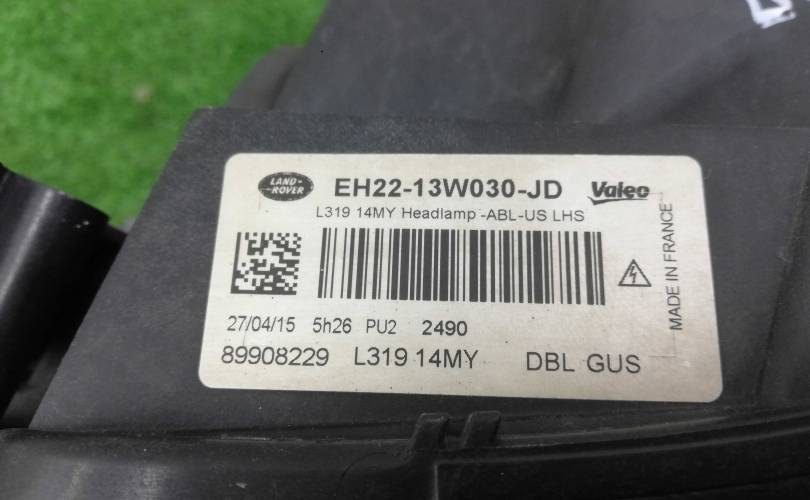 LAND-
ROVER
EH22-13W030-JD
Valeo
L319 14MY Headlamp -ABL-US LHS
MADE IN FRANCE
27/04/15 5h26 PU2 2490
89908229 L319 14MY DBL GUS